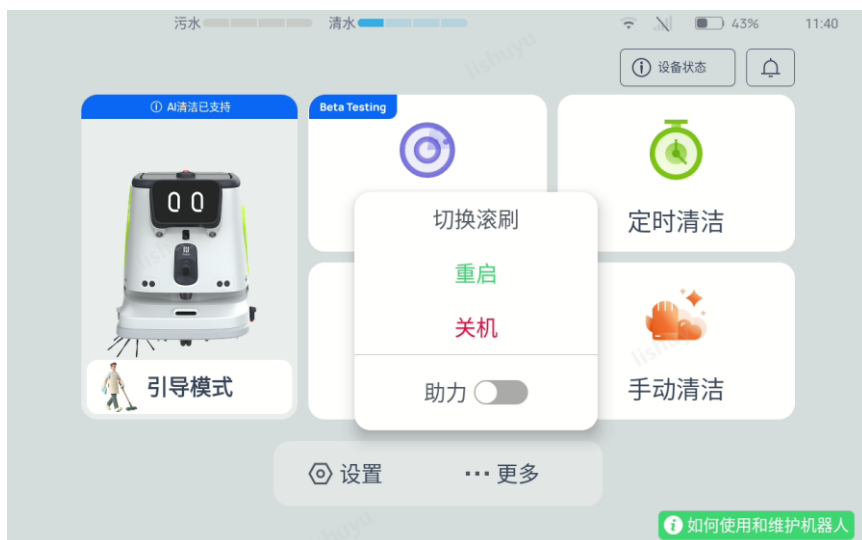 污水 清水 43% 11:40
设备状态
AI清洁已支持
Beta Testing
切换滚刷
重启
关机
助力
定时清洁
手动清洁
引导模式
设置 更多
如何使用和维护机器人
lishuyu